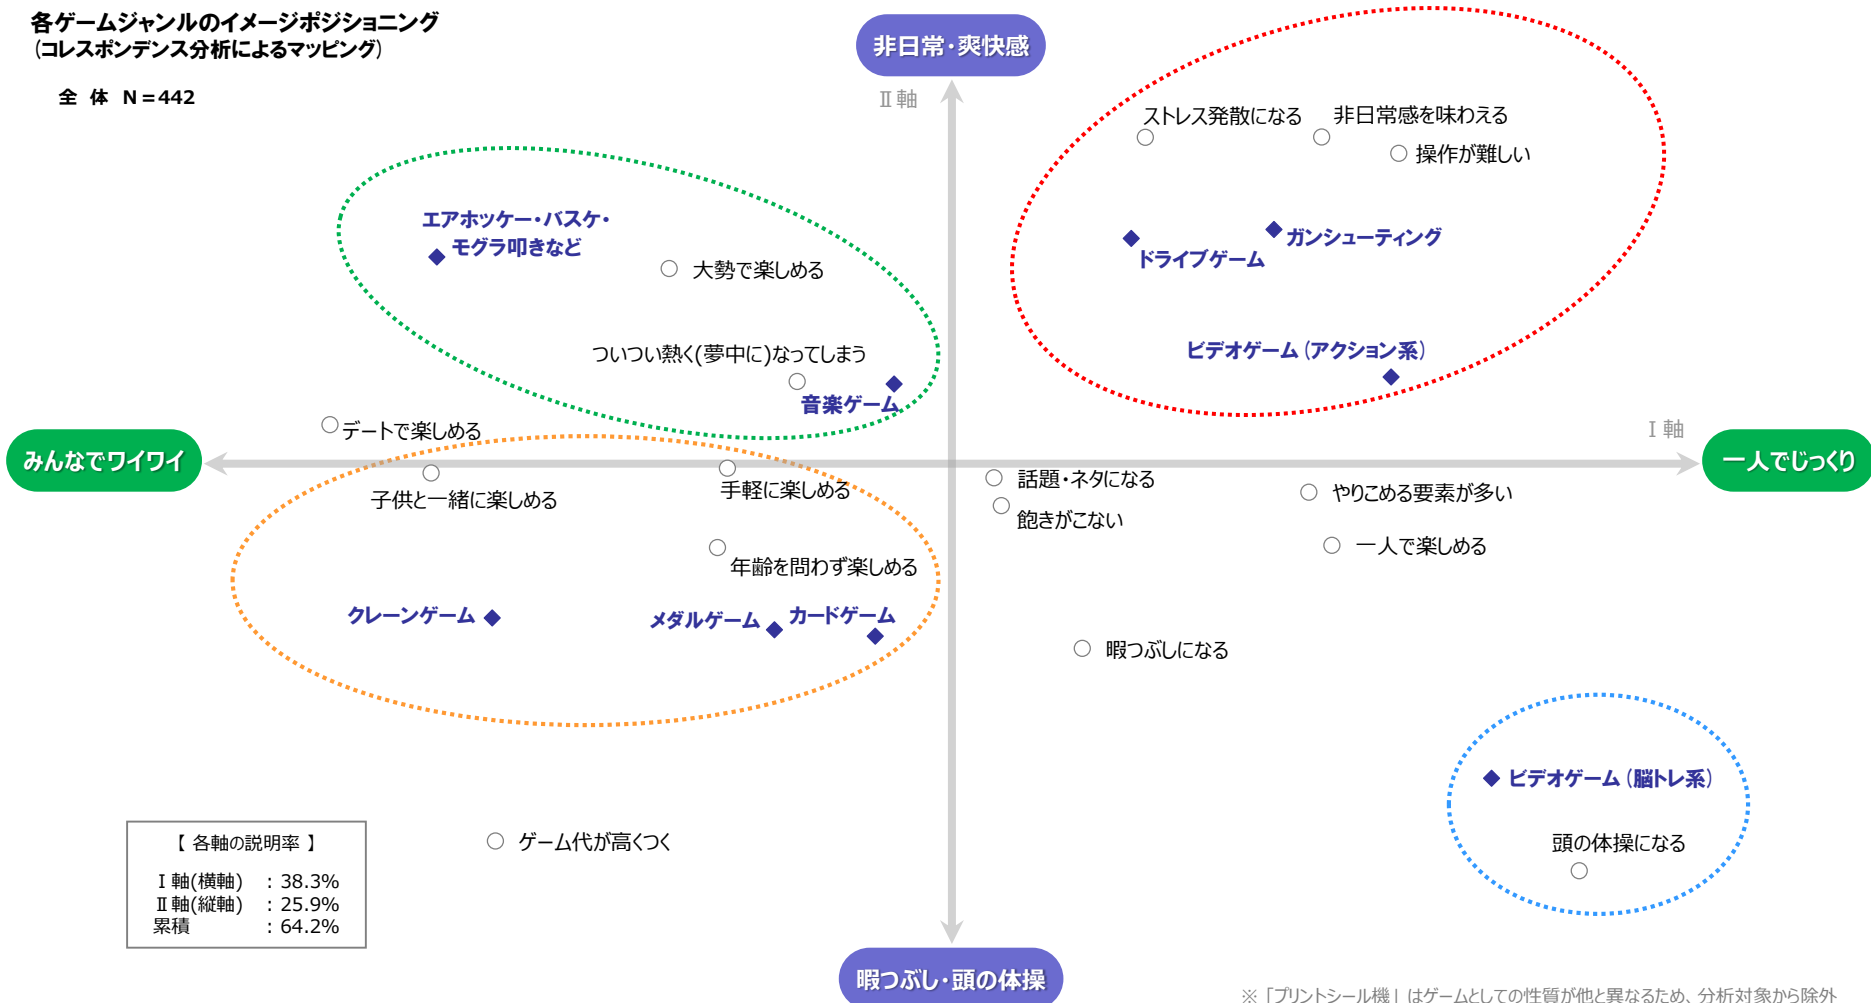 各ゲームジャンルのイメージポジショニング
(コレスポンデンス分析によるマッピング)
全 体 N=442
非日常・爽快感
Ⅱ 軸
ストレス発散になる
非日常感を味わえる
操作が難しい
エアホッケー・バスケ・
モグラ叩きなど
大勢で楽しめる
ガンシューティング
ドライブゲーム
ついつい熱く(夢中に)なってしまう
ビデオゲーム (アクション系)
音楽ゲーム
デートで楽しめる
Ⅰ 軸
みんなでワイワイ
一人でじっくり
子供と一緒に楽しめる
手軽に楽しめる
話題・ネタになる
やりこめる要素が多い
飽きがこない
年齢を問わず楽しめる
一人で楽しめる
クレーンゲーム
メダルゲーム
カードゲーム
暇つぶしになる
ビデオゲーム (脳トレ系)
ゲーム代が高くつく
頭の体操になる
【 各軸の説明率 】
Ⅰ 軸(横軸) : 38.3%
Ⅱ 軸(縦軸) : 25.9%
累積 : 64.2%
暇つぶし・頭の体操
※「プリントシール機」はゲームとしての性質が他と異なるため、分析対象から除外